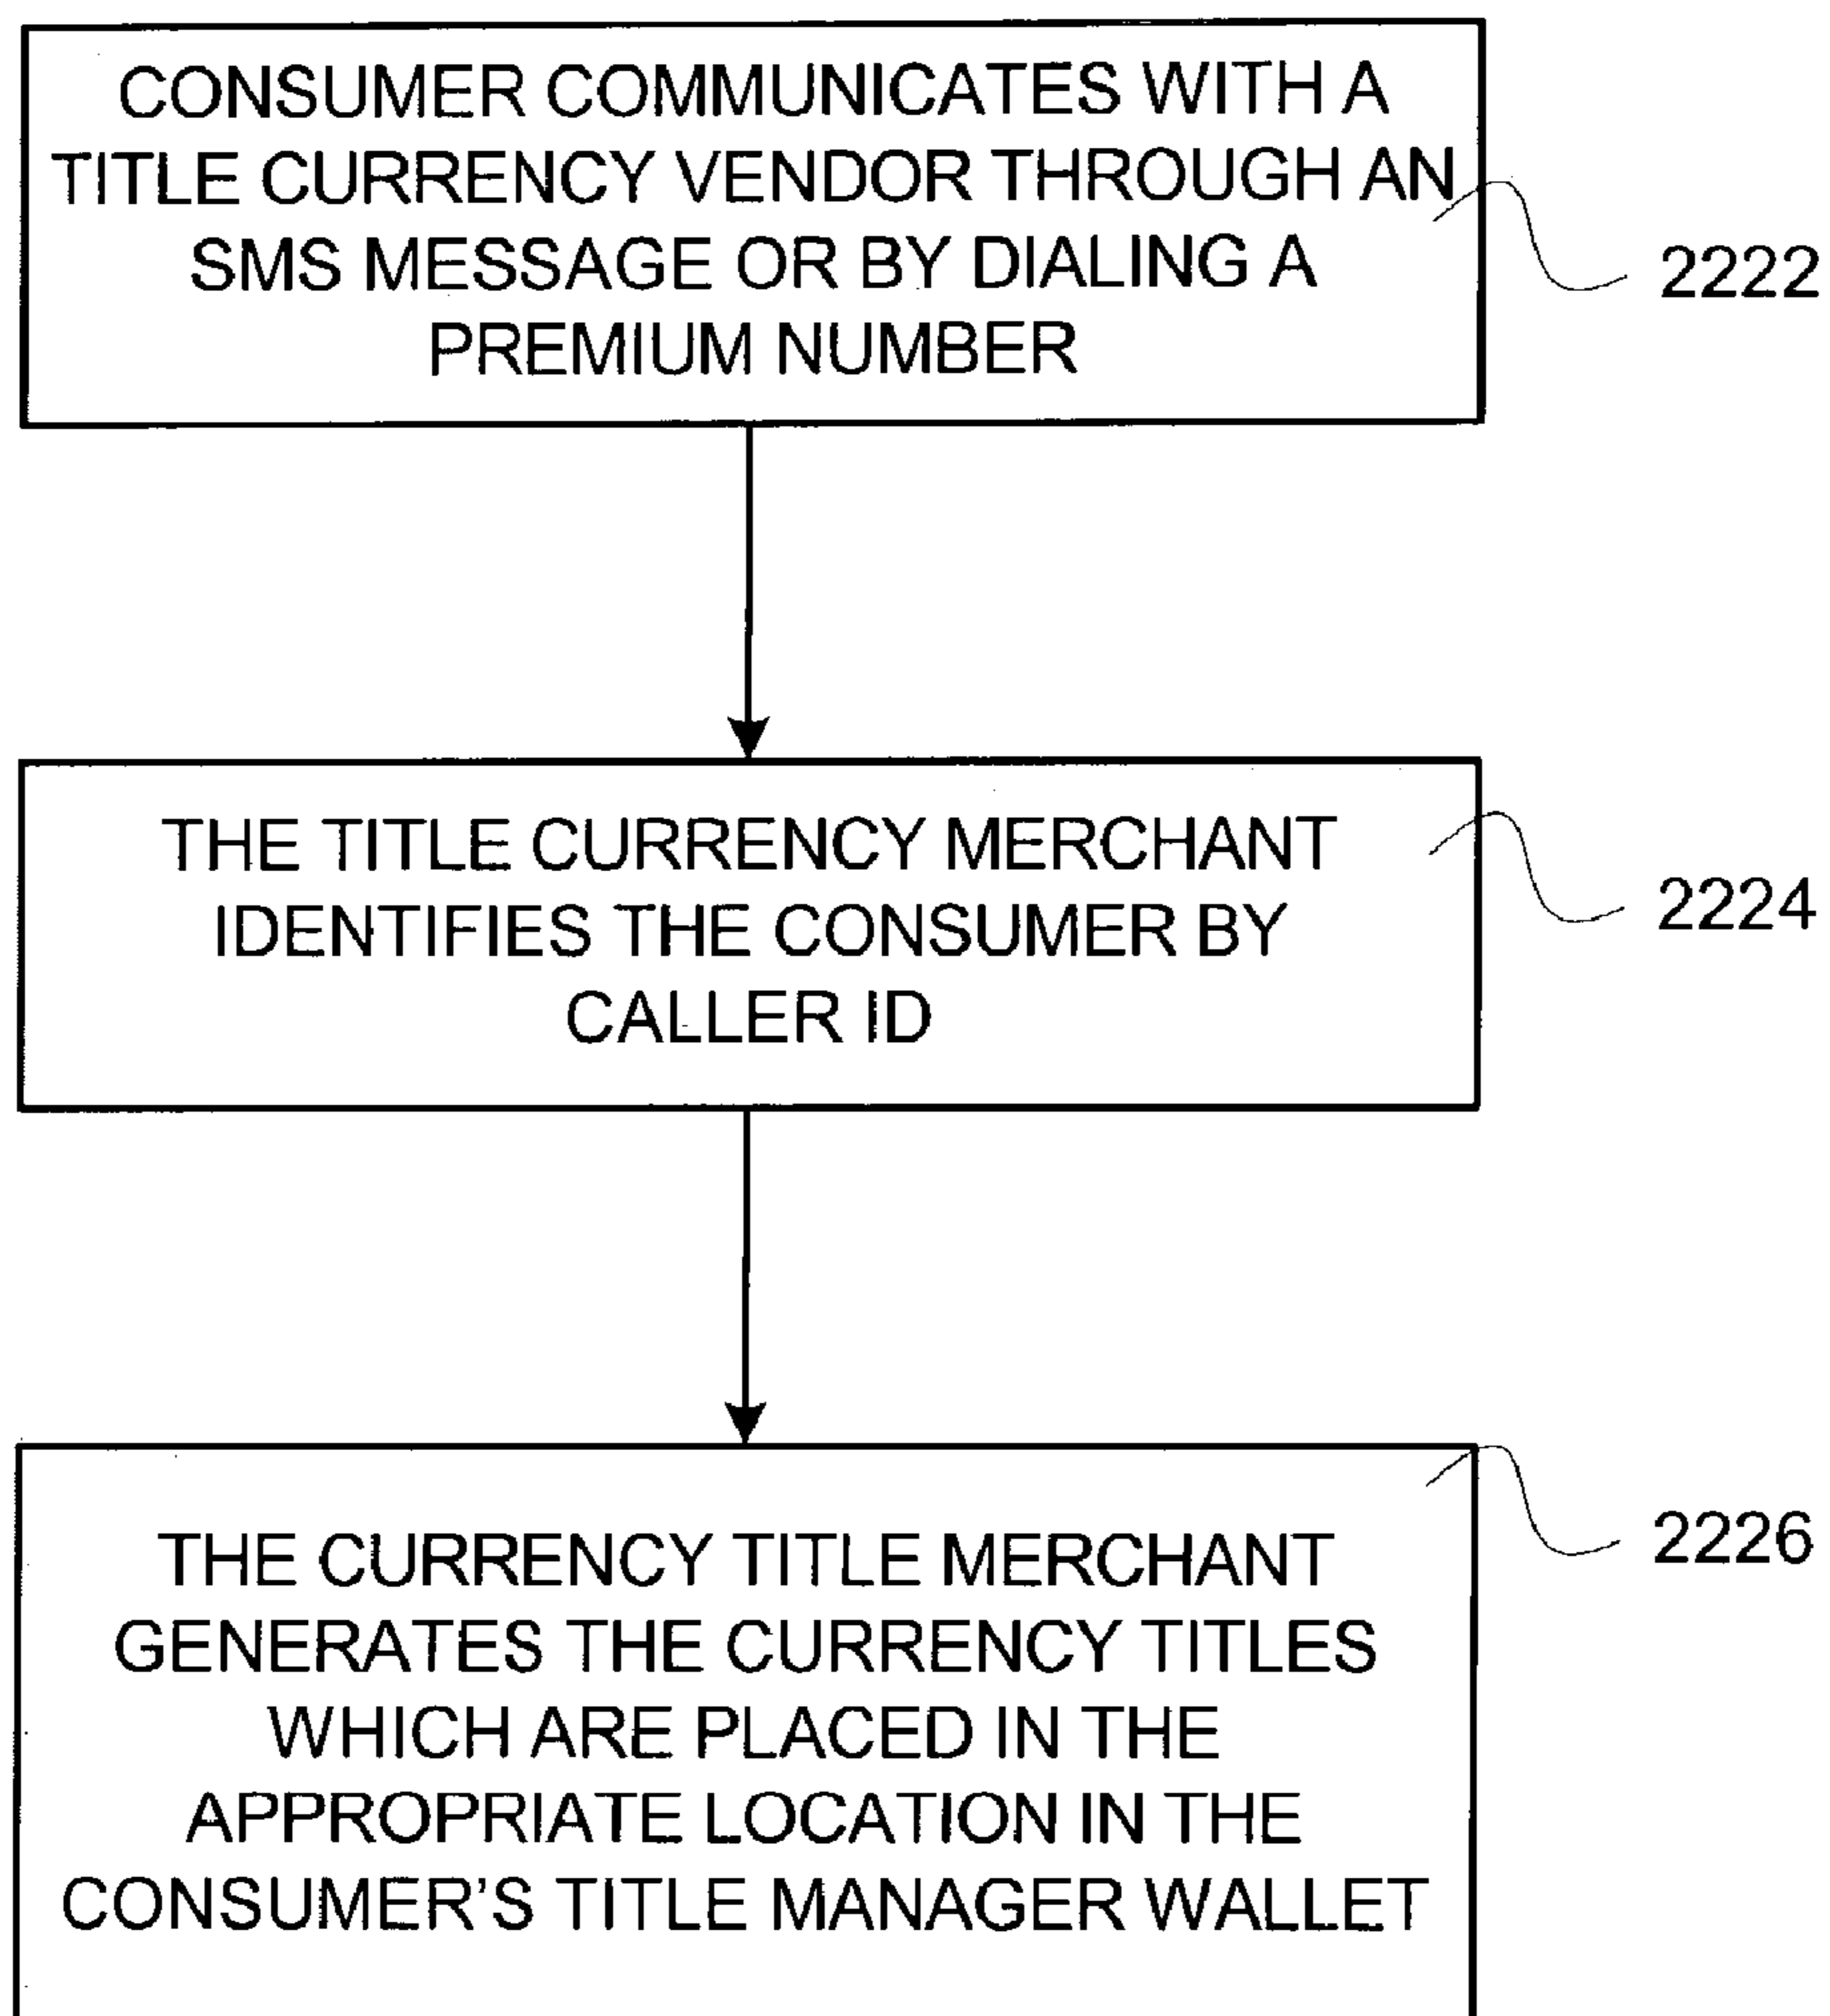 CONSUMER COMMUNICATES WITH A
TITLE CURRENCY VENDOR THROUGH AN
SMS MESSAGE OR BY DIALING A
PREMIUM NUMBER
2222
THE TITLE CURRENCY MERCHANT
IDENTIFIES THE CONSUMER BY
CALLER ID
2224
THE CURRENCY TITLE MERCHANT
GENERATES THE CURRENCY TITLES
WHICH ARE PLACED IN THE
APPROPRIATE LOCATION IN THE
CONSUMER'S TITLE MANAGER WALLET
2226